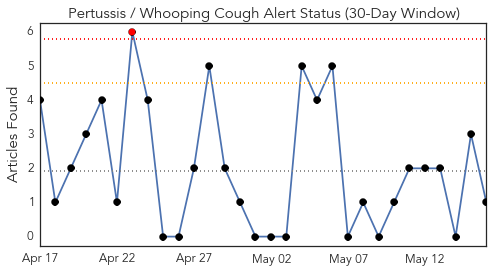 Pertussis / Whooping Cough Alert Status (30-Day Window)
Articles Found
6
5
4
3
2
1
0
Apr 17
Apr 22
Apr 27
May 02
May 07
May 12